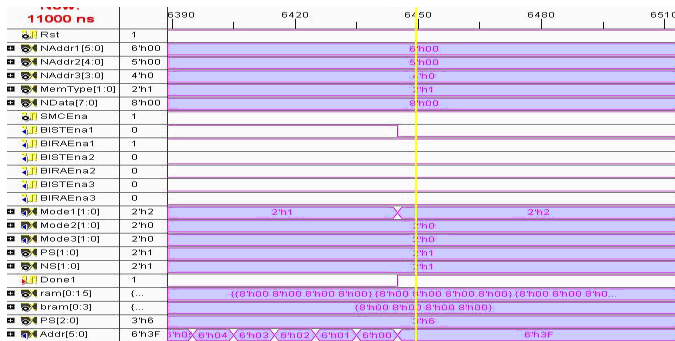 Now:
11000 ns
6390 6420 6450 6480 6510
Rst 1
NAddr1[5:0] 6'h00 6'h00
NAddr2[4:0] 5'h00 5'h00
NAddr3[3:0] 4'h0 4'h0
MemType[1:0] 2'h1 2'h1
NData[7:0] 8'h00 8'h00
SMCEna 1
BISTEna1 0
BIRAEna1 1
BISTEna2 0
BIRAEna2 0
BISTEna3 0
BIRAEna3 0
Mode1[1:0] 2'h2 2'h1 2'h2
Mode2[1:0] 2'h0 2'h0
Mode3[1:0] 2'h0 2'h0
PS[1:0] 2'h1 2'h1
NS[1:0] 2'h1 2'h1
Done1 1
ram[0:15] {... {{8'h00 8'h00 8'h00 8'h00} {8'h00 8'h00 8'h00 8'h00} {8'h00 8'h00 8'h00 8'h0...
bram[0:3] {... {8'h00 8'h00 8'h00 8'h00}
PS[2:0] 3'h6 3'h6
Addr[5:0] 6'h3F 6'h04 6'h03 6'h02 6'h01 6'h00 6'h3F